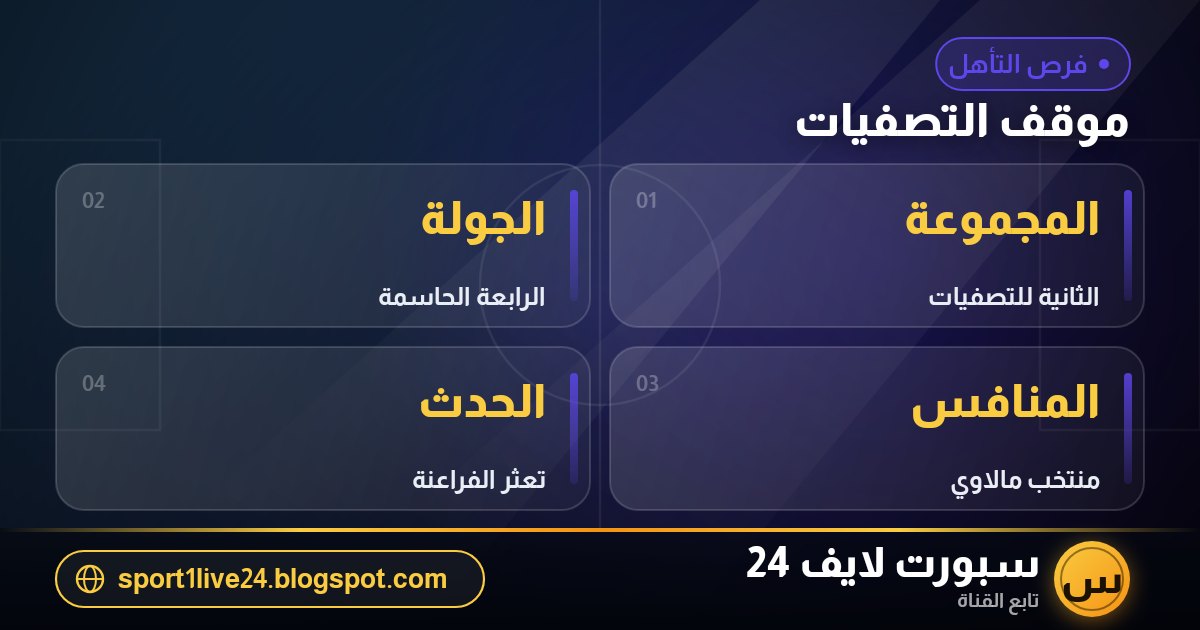 • فرص التأهل
موقف التصفيات
01
المجموعة
الثانية للتصفيات
02
الجولة
الرابعة الحاسمة
03
المنافس
منتخب مالاوي
04
الحدث
تعثر الفراعنة
س
سبورت لايف 24
تابع القناة
sport1live24.blogspot.com